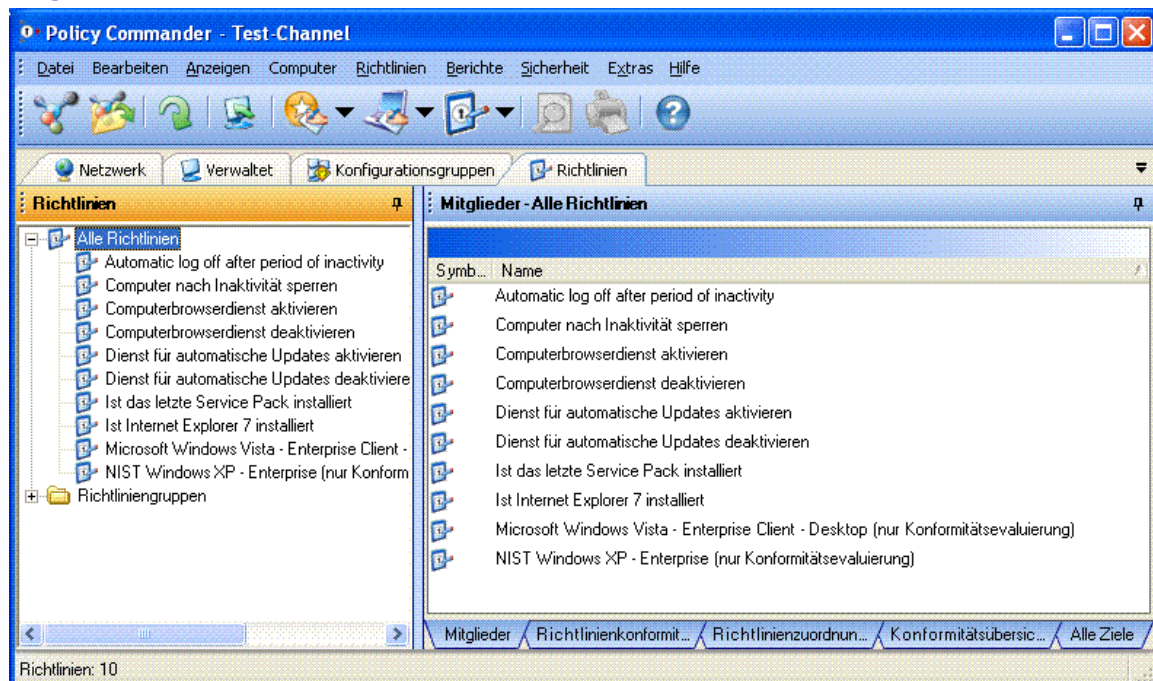 Policy Commander - Test-Channel
Datei Bearbeiten Anzeigen Computer Richtlinien Berichte Sicherheit Extras Hilfe
Netzwerk Verwaltet Konfigurationsgruppen Richtlinien
Richtlinien
Alle Richtlinien
Automatic log off after period of inactivity
Computer nach Inaktivität sperren
Computerbrowserdienst aktivieren
Computerbrowserdienst deaktivieren
Dienst für automatische Updates aktivieren
Dienst für automatische Updates deaktiviere
Ist das letzte Service Pack installiert
Ist Internet Explorer 7 installiert
Microsoft Windows Vista - Enterprise Client -
NIST Windows XP - Enterprise (nur Konform
Richtliniengruppen
Mitglieder - Alle Richtlinien
Symb... Name
Automatic log off after period of inactivity
Computer nach Inaktivität sperren
Computerbrowserdienst aktivieren
Computerbrowserdienst deaktivieren
Dienst für automatische Updates aktivieren
Dienst für automatische Updates deaktivieren
Ist das letzte Service Pack installiert
Ist Internet Explorer 7 installiert
Microsoft Windows Vista - Enterprise Client - Desktop (nur Konformitätsevaluierung)
NIST Windows XP - Enterprise (nur Konformitätsevaluierung)
Mitglieder Richtlinienkonformit... Richtlinienzuordnun... Konformitätsübersic... Alle Ziele
Richtlinien: 10